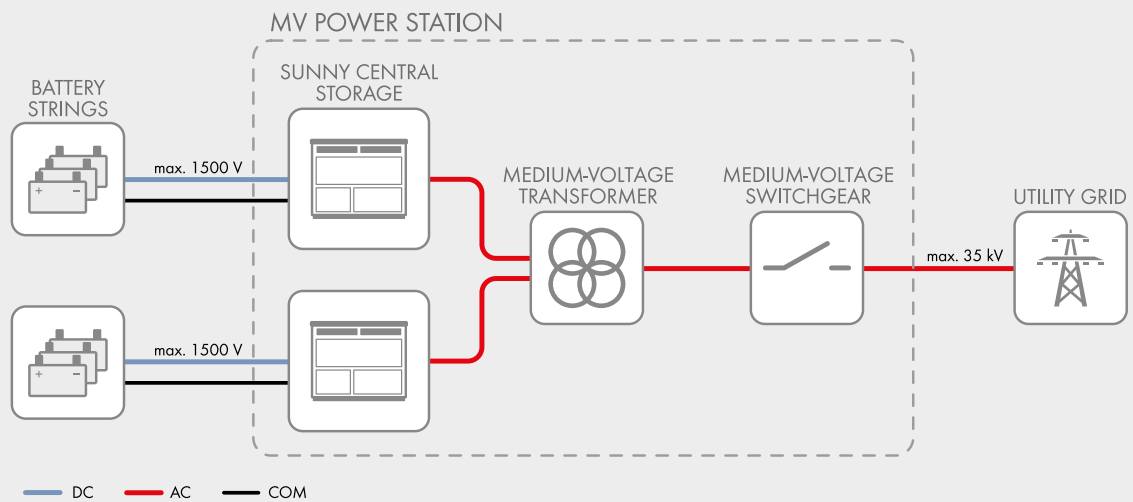 MV POWER STATION
BATTERY
STRINGS
SUNNY CENTRAL
STORAGE
max. 1500 V
MEDIUM-VOLTAGE
TRANSFORMER
MEDIUM-VOLTAGE
SWITCHGEAR
UTILITY GRID
max. 35 kV
max. 1500 V
DC
AC
COM